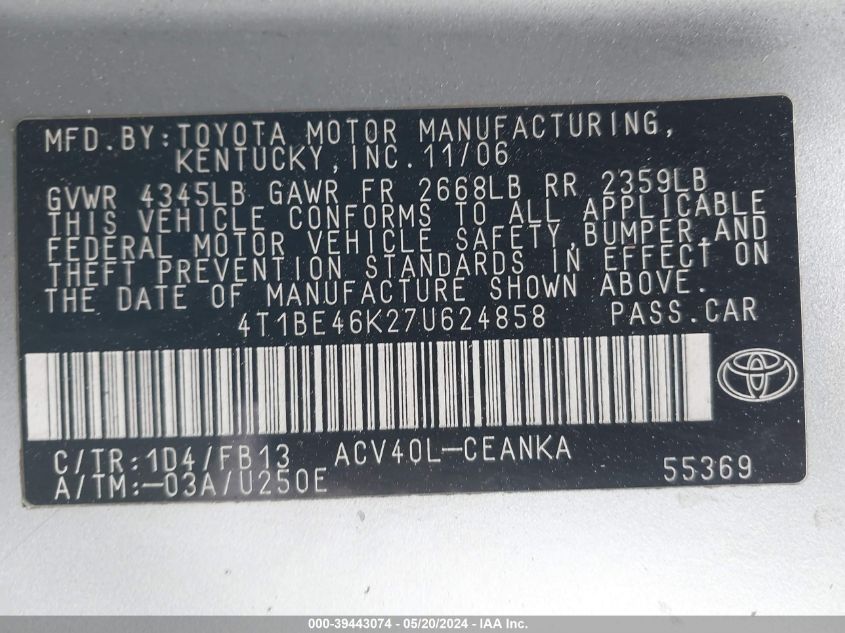 MFD.BY:TOYOTA MOTOR MANUFACTURING,
KENTUCKY,INC.11/06
GVWR 4345LB GAWR FR 2668LB RR 2359LB
THIS VEHICLE CONFORMS TO ALL APPLICABLE
FEDERAL MOTOR VEHICLE SAFETY,BUMPER,AND
THEFT PREVENTION STANDARDS IN EFFECT ON
THE DATE OF MANUFACTURE SHOWN ABOVE.
4T1BE46K27U624858 PASS.CAR
C/TR:1D4/FB13 ACV40L-CEANKA
A/TM:-03A/U250E 55369
000-39443074 - 05/20/2024 - IAA Inc.